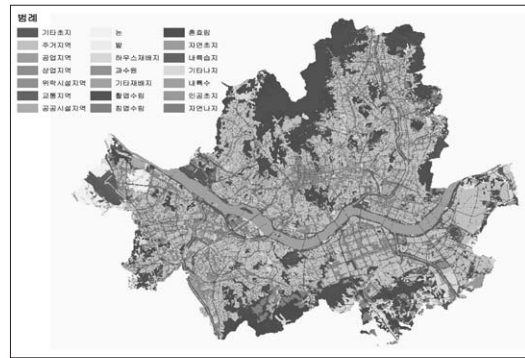 범례
기타초지 논 혼효림
주거지역 밭 자연초지
공업지역 하우스재배지 내륙습지
상업지역 과수원 기타나지
위락시설지역 기타재배지 내륙수
교통지역 활엽수림 인공초지
공공시설지역 침엽수림 자연나지